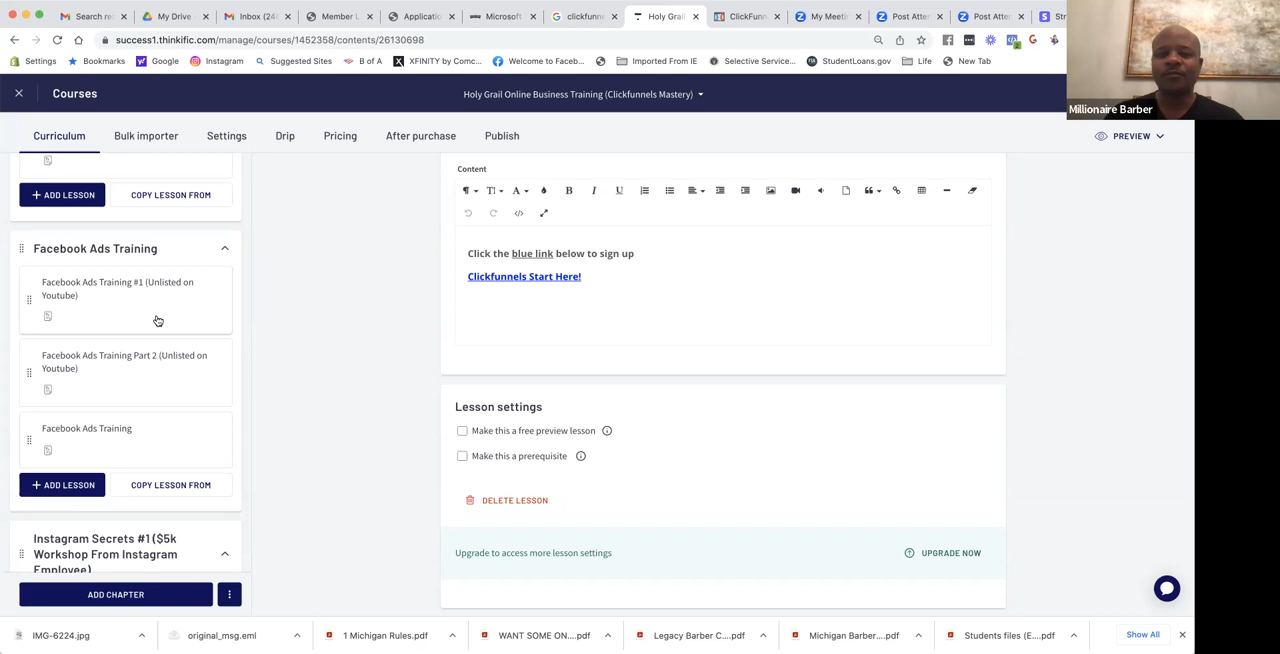 Search re
My Drive
Inbox (24
Member L
Applicatio
Microsoft
clickfunne
Holy Grail
ClickFunn
My Meeti
Post Atter
Post Atter
Str
success1.thinkific.com/manage/courses/1452358/contents/26130698
Settings
Bookmarks
Google
Instagram
Suggested Sites
B of A
XFINITY by Comc...
Welcome to Faceb...
Imported From IE
Selective Service...
StudentLoans.gov
Life
New Tab
Millionaire Barber
Courses
Holy Grail Online Business Training (Clickfunnels Mastery)
Curriculum
Bulk importer
Settings
Drip
Pricing
After purchase
Publish
PREVIEW
+ ADD LESSON
COPY LESSON FROM
Facebook Ads Training
Facebook Ads Training #1 (Unlisted on
Youtube)
Facebook Ads Training Part 2 (Unlisted on
Youtube)
Facebook Ads Training
+ ADD LESSON
COPY LESSON FROM
Instagram Secrets #1 ($5k
Workshop From Instagram
Employee)
ADD CHAPTER
Content
Click the blue link below to sign up
Clickfunnels Start Here!
Lesson settings
Make this a free preview lesson
Make this a prerequisite
DELETE LESSON
Upgrade to access more lesson settings
UPGRADE NOW
IMG-6224.jpg
original_msg.eml
1 Michigan Rules.pdf
WANT SOME ON....pdf
Legacy Barber C....pdf
Michigan Barber....pdf
Students files (E....pdf
Show All